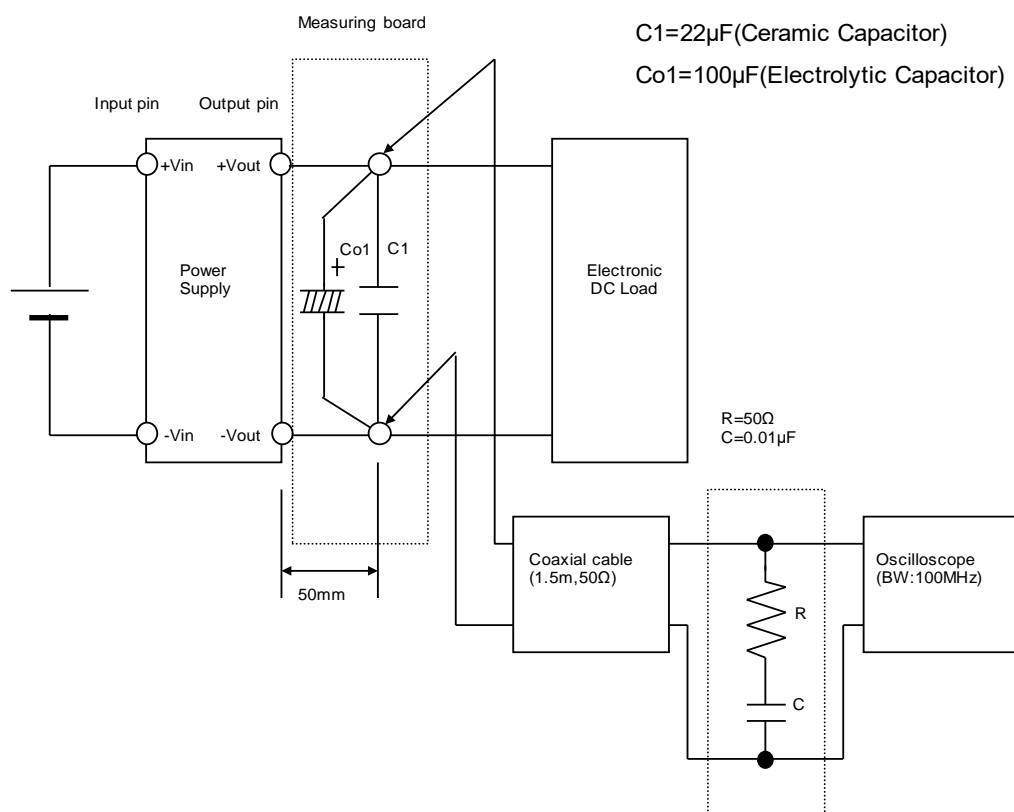 Measuring board
C1=22µF(Ceramic Capacitor)
Co1=100µF(Electrolytic Capacitor)
Input pin
Output pin
+Vin
+Vout
Co1
C1
+
Power
Supply
Electronic
DC Load
-Vin
-Vout
R=50Ω
C=0.01µF
50mm
Coaxial cable
(1.5m,50Ω)
R
C
Oscilloscope
(BW:100MHz)